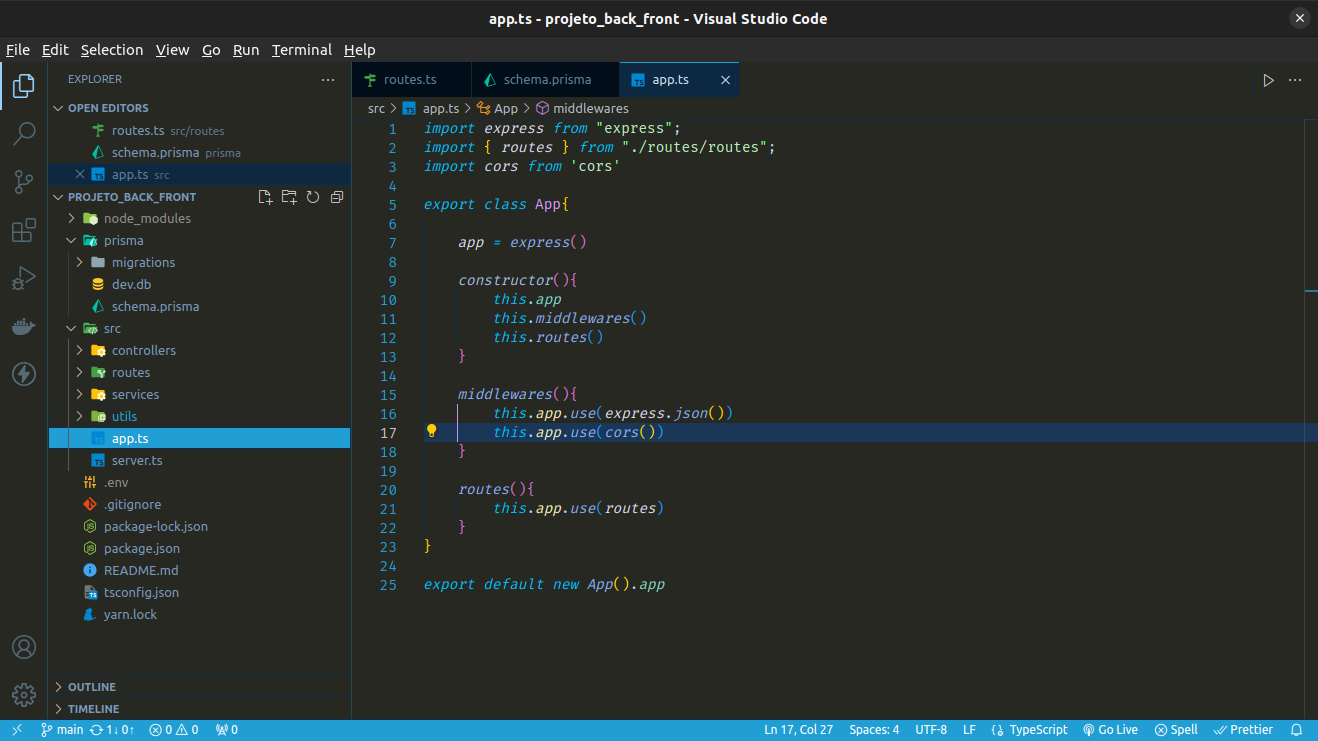 app.ts - projeto_back_front - Visual Studio Code
File Edit Selection View Go Run Terminal Help
EXPLORER
OPEN EDITORS
routes.ts src/routes
schema.prisma prisma
app.ts src
PROJETO_BACK_FRONT
node_modules
prisma
migrations
dev.db
schema.prisma
src
controllers
routes
services
utils
app.ts
server.ts
.env
.gitignore
package-lock.json
package.json
README.md
tsconfig.json
yarn.lock
OUTLINE
TIMELINE
routes.ts schema.prisma app.ts
src > app.ts > App > middlewares
1 import express from "express";
2 import { routes } from "./routes/routes";
3 import cors from 'cors'
4
5 export class App{
6
7 app = express()
8
9 constructor(){
10 this.app
11 this.middlewares()
12 this.routes()
13 }
14
15 middlewares(){
16 this.app.use(express.json())
17 this.app.use(cors())
18 }
19
20 routes(){
21 this.app.use(routes)
22 }
23 }
24
25 export default new App().app
main 1↓ 0↑ 0 0 0 Ln 17, Col 27 Spaces: 4 UTF-8 LF TypeScript Go Live Spell Prettier